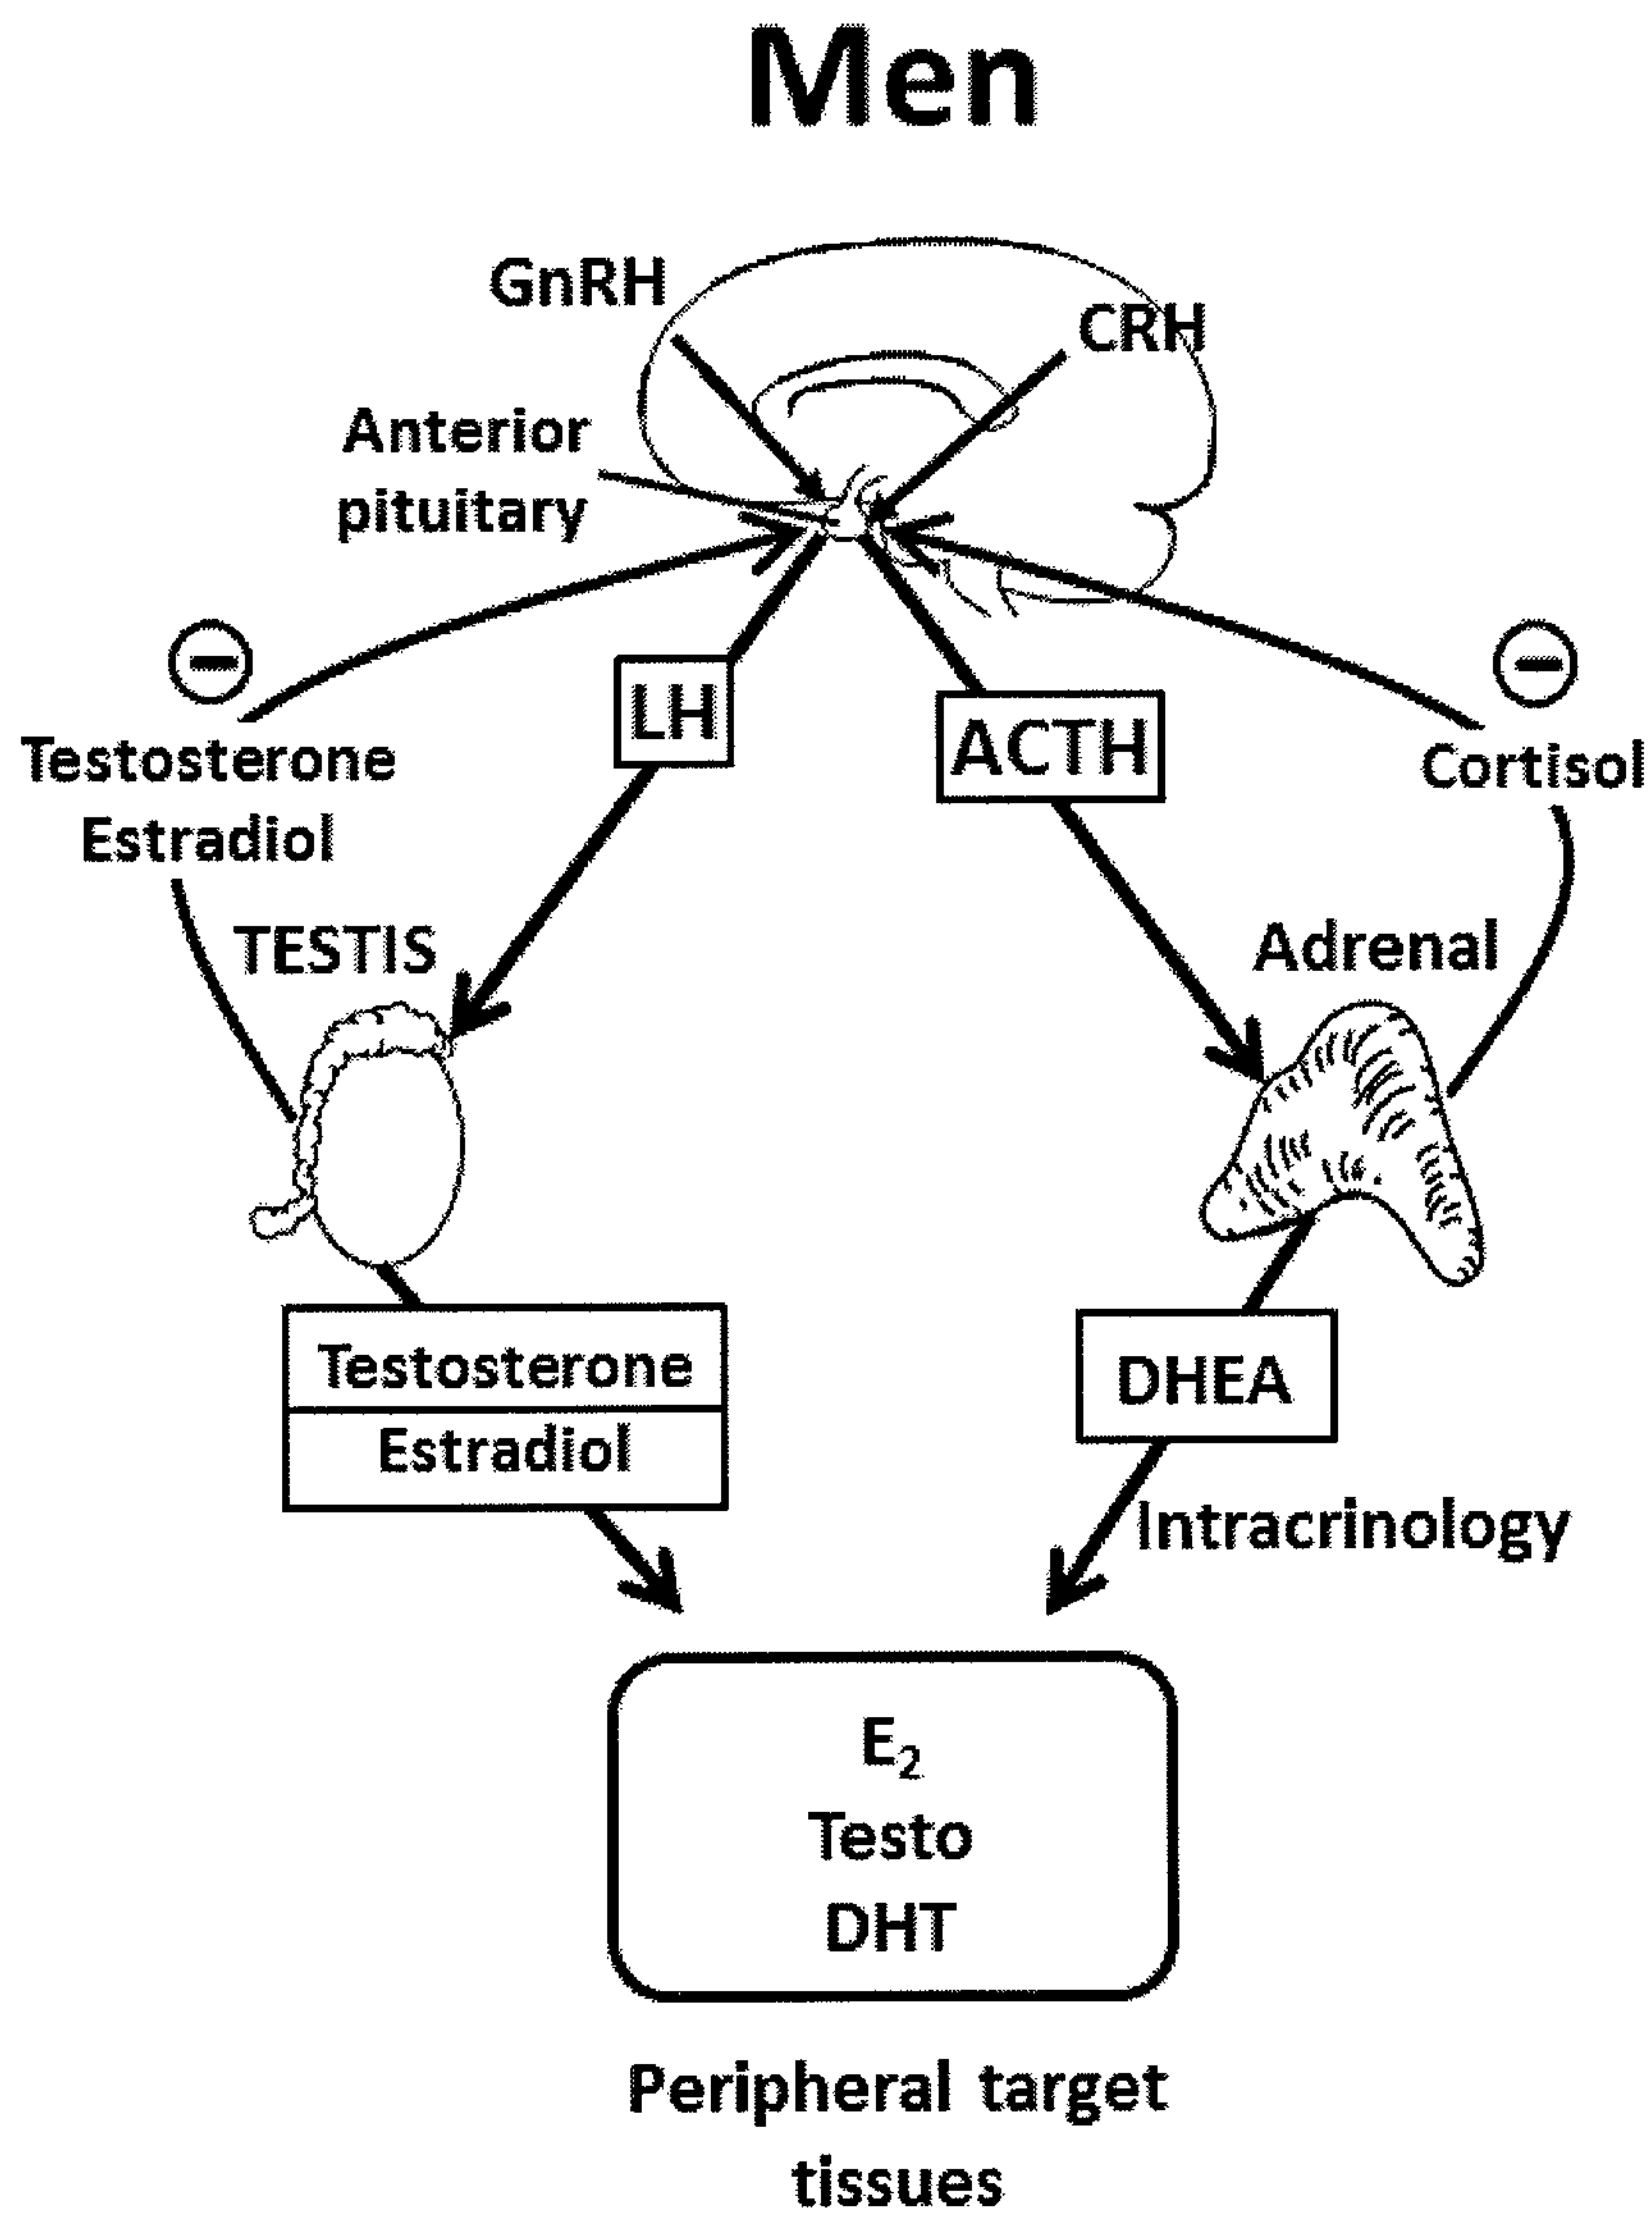 Men
GnRH
CRH
Anterior
pituitary
LH
ACTH
Testosterone
Estradiol
Cortisol
TESTIS
Adrenal
Testosterone
Estradiol
DHEA
Intracrinology
E₂
Testo
DHT
Peripheral target
tissues